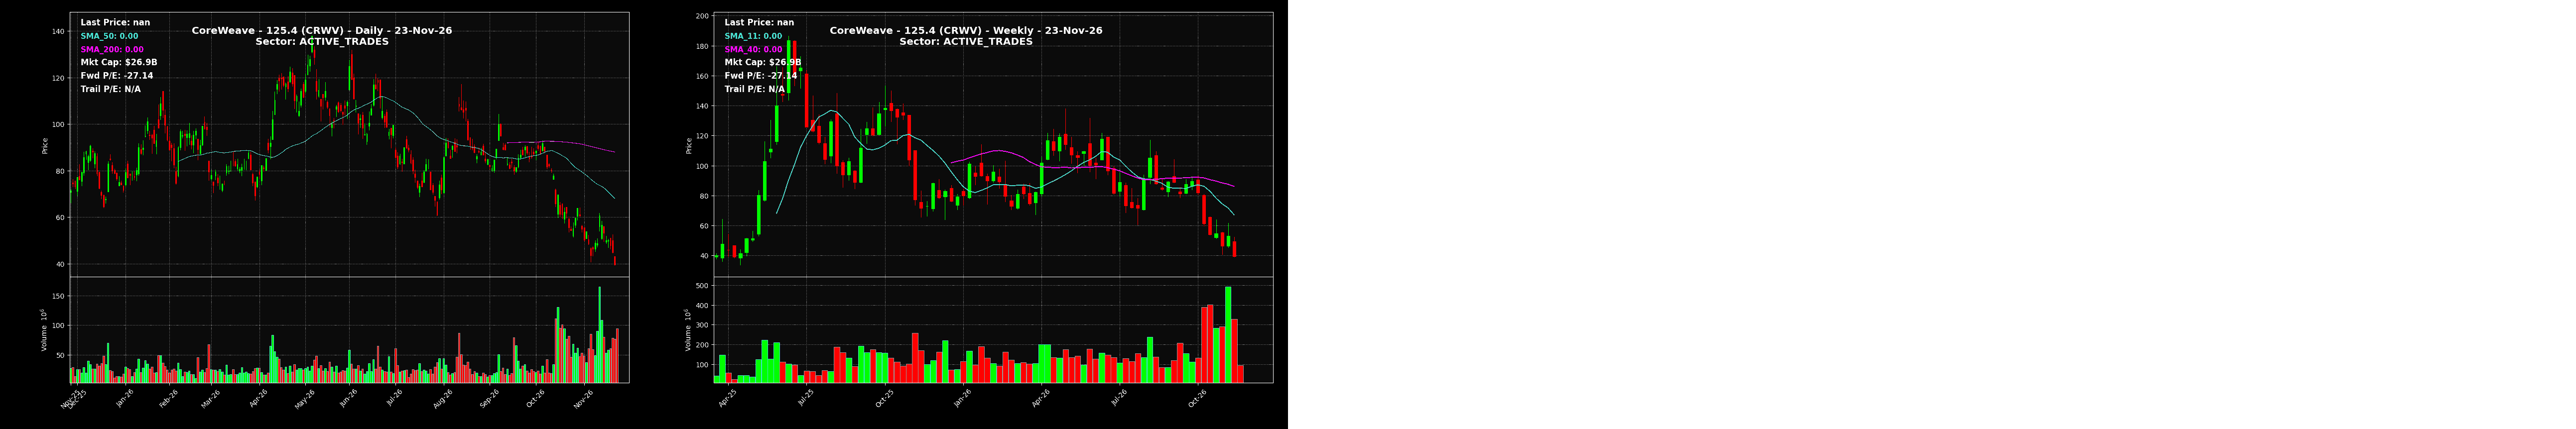 CoreWeave - 125.4 (CRWV) - Daily - 23-Nov-26
Sector: ACTIVE_TRADES
Last Price: nan
SMA_50: 0.00
SMA_200: 0.00
Mkt Cap: $26.9B
Fwd P/E: -27.14
Trail P/E: N/A
Price
140
120
100
80
60
40
Volume 10^6
150
100
50
Nov-25
Dec-25
Jan-26
Feb-26
Mar-26
Apr-26
May-26
Jun-26
Jul-26
Aug-26
Sep-26
Oct-26
Nov-26
CoreWeave - 125.4 (CRWV) - Weekly - 23-Nov-26
Sector: ACTIVE_TRADES
Last Price: nan
SMA_11: 0.00
SMA_40: 0.00
Mkt Cap: $26.9B
Fwd P/E: -27.14
Trail P/E: N/A
Price
200
180
160
140
120
100
80
60
40
Volume 10^6
500
400
300
200
100
Apr-25
Jul-25
Oct-25
Jan-26
Apr-26
Jul-26
Oct-26